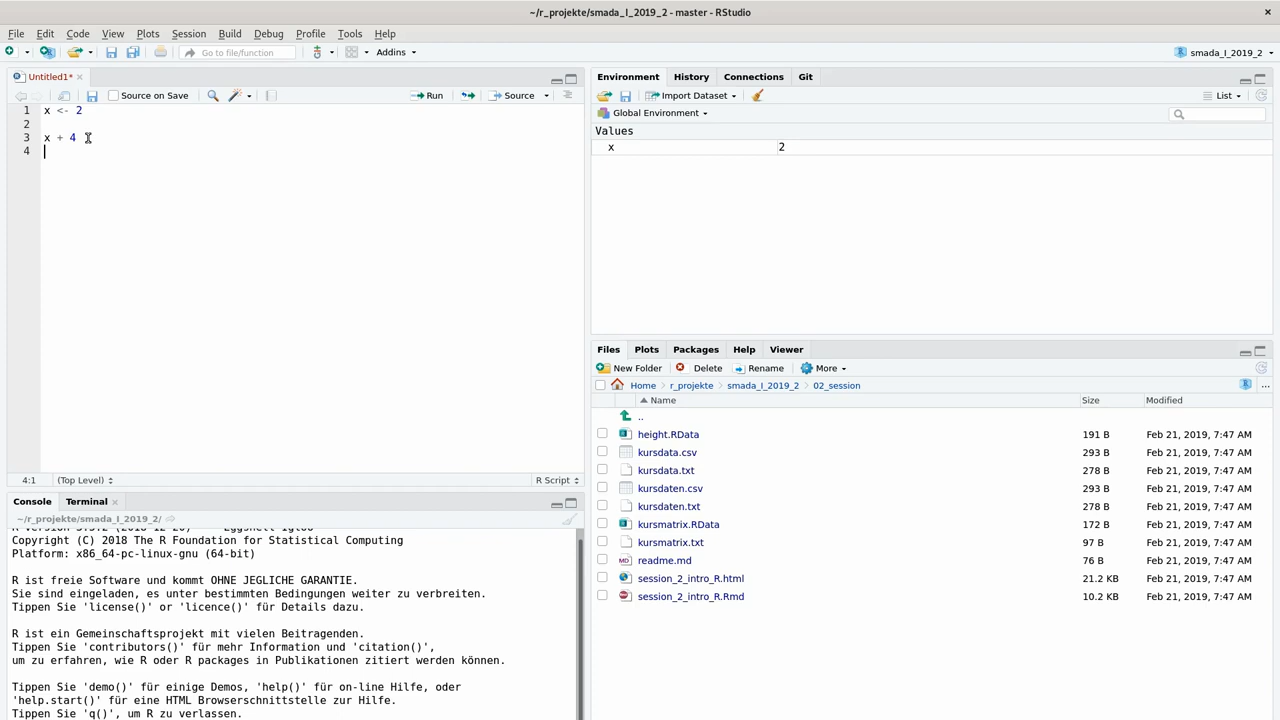 ~/r_projekte/smada_I_2019_2 - master - RStudio
File Edit Code View Plots Session Build Debug Profile Tools Help
Go to file/function Addins smada_I_2019_2
Untitled1*
Source on Save Run Source
1 x <- 2
2
3 x + 4
4
4:1 (Top Level) R Script
Console Terminal
~/r_projekte/smada_I_2019_2/
Copyright (C) 2018 The R Foundation for Statistical Computing
Platform: x86_64-pc-linux-gnu (64-bit)
R ist freie Software und kommt OHNE JEGLICHE GARANTIE.
Sie sind eingeladen, es unter bestimmten Bedingungen weiter zu verbreiten.
Tippen Sie 'license()' or 'licence()' für Details dazu.
R ist ein Gemeinschaftsprojekt mit vielen Beitragenden.
Tippen Sie 'contributors()' für mehr Information und 'citation()',
um zu erfahren, wie R oder R packages in Publikationen zitiert werden können.
Tippen Sie 'demo()' für einige Demos, 'help()' für on-line Hilfe, oder
'help.start()' für eine HTML Browserschnittstelle zur Hilfe.
Tippen Sie 'q()', um R zu verlassen.
Environment History Connections Git
Import Dataset List
Global Environment
Values
x 2
Files Plots Packages Help Viewer
New Folder Delete Rename More
Home r_projekte smada_I_2019_2 02_session ...
Name Size Modified
..
height.RData 191 B Feb 21, 2019, 7:47 AM
kursdata.csv 293 B Feb 21, 2019, 7:47 AM
kursdata.txt 278 B Feb 21, 2019, 7:47 AM
kursdaten.csv 293 B Feb 21, 2019, 7:47 AM
kursdaten.txt 278 B Feb 21, 2019, 7:47 AM
kursmatrix.RData 172 B Feb 21, 2019, 7:47 AM
kursmatrix.txt 97 B Feb 21, 2019, 7:47 AM
readme.md 76 B Feb 21, 2019, 7:47 AM
session_2_intro_R.html 21.2 KB Feb 21, 2019, 7:47 AM
session_2_intro_R.Rmd 10.2 KB Feb 21, 2019, 7:47 AM